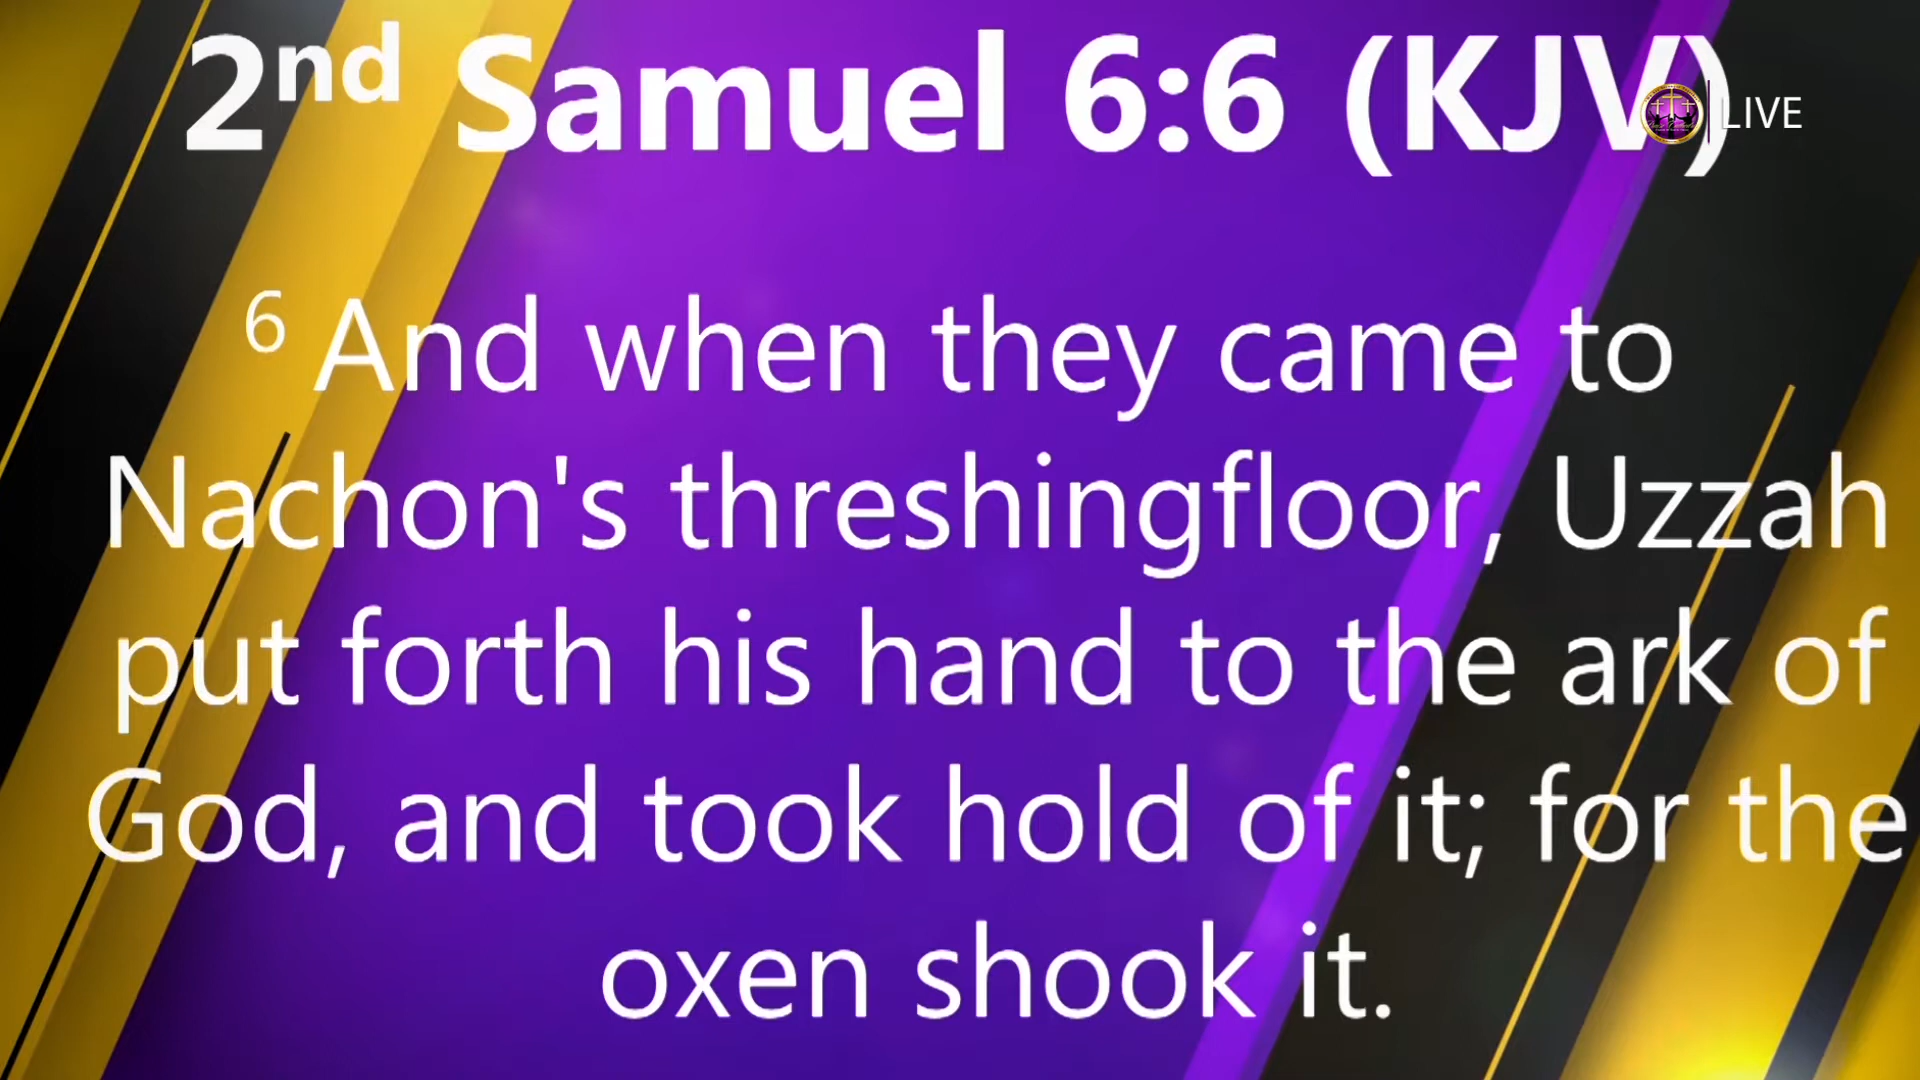 2nd Samuel 6:6 (KJV)
LIVE
6 And when they came to
Nachon's threshingfloor, Uzzah
put forth his hand to the ark of
God, and took hold of it; for the
oxen shook it.